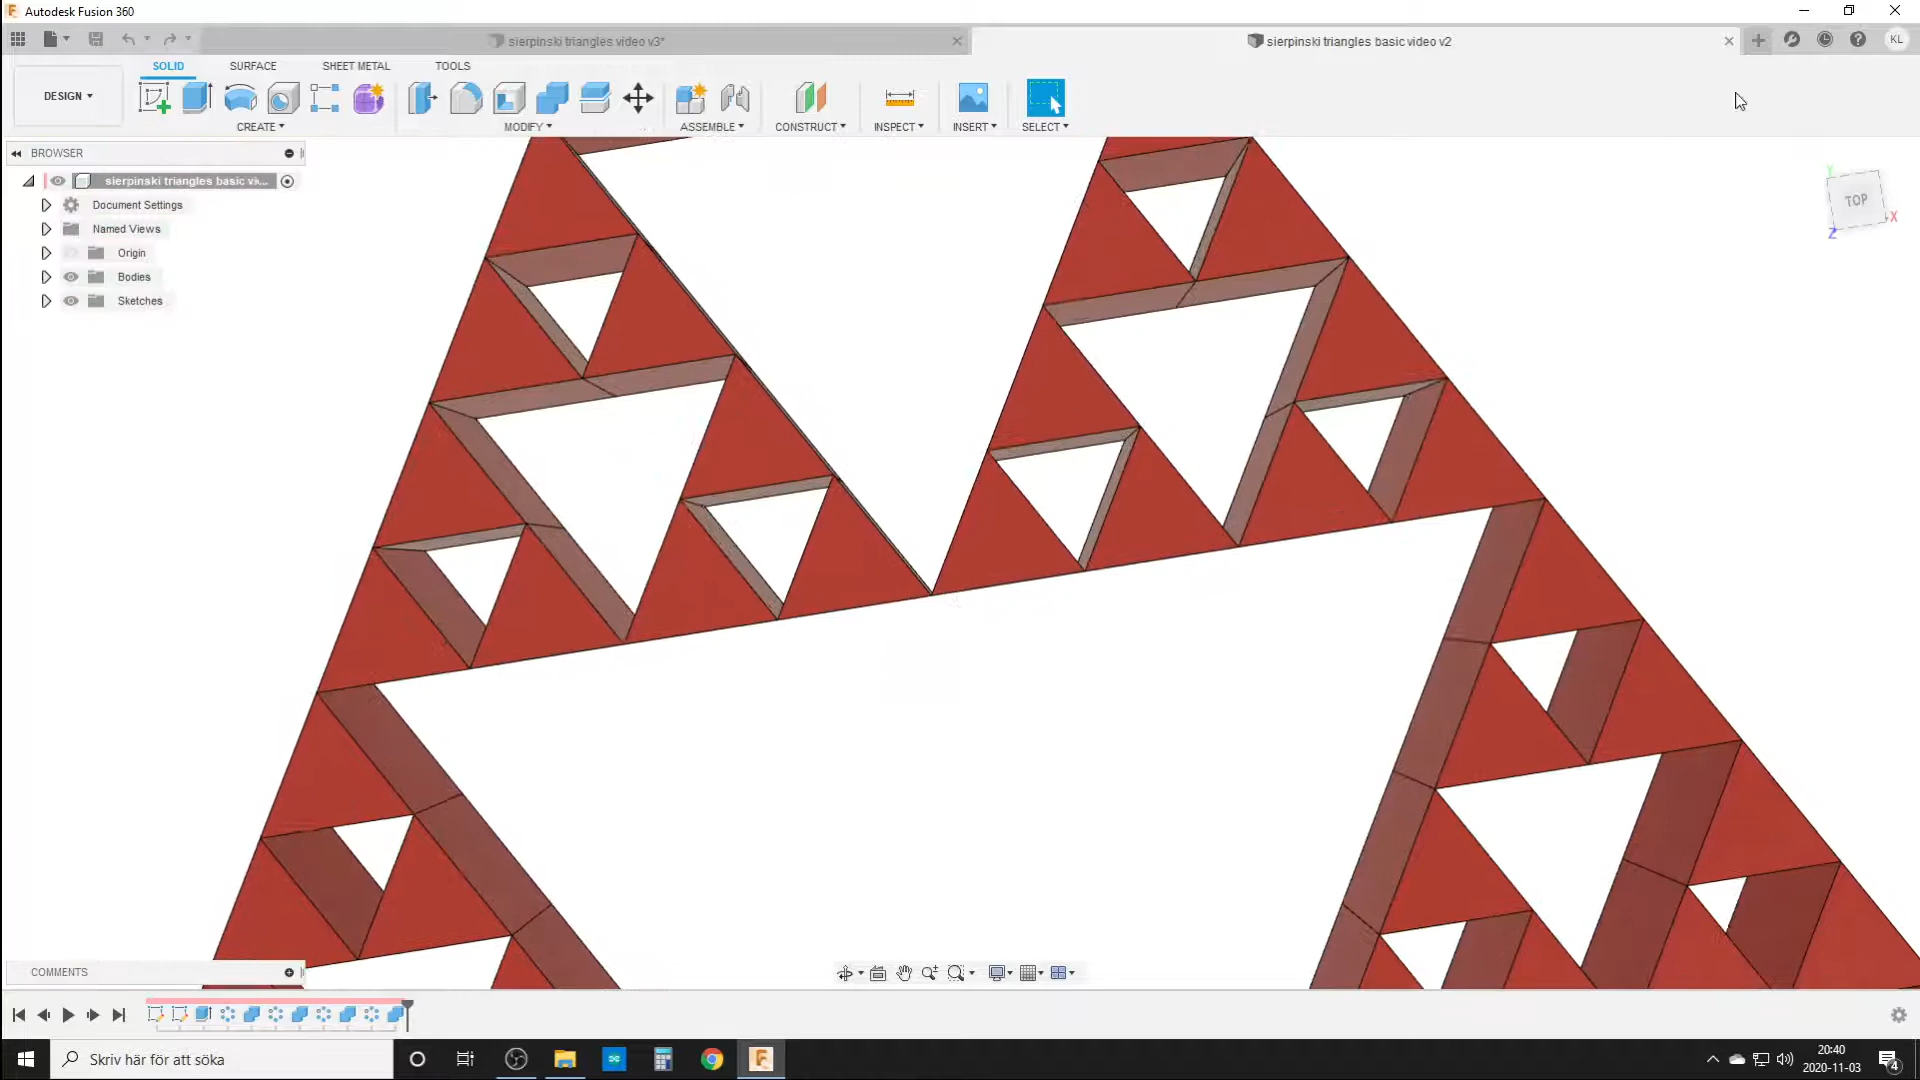 Autodesk Fusion 360
sierpinski triangles video v3*
sierpinski triangles basic video v2
KL
DESIGN
SOLID SURFACE SHEET METAL TOOLS
CREATE MODIFY ASSEMBLE CONSTRUCT INSPECT INSERT SELECT
BROWSER
sierpinski triangles basic vi...
Document Settings
Named Views
Origin
Bodies
Sketches
Y
TOP
X
Z
COMMENTS
Skriv här för att söka
20:40
2020-11-03
4